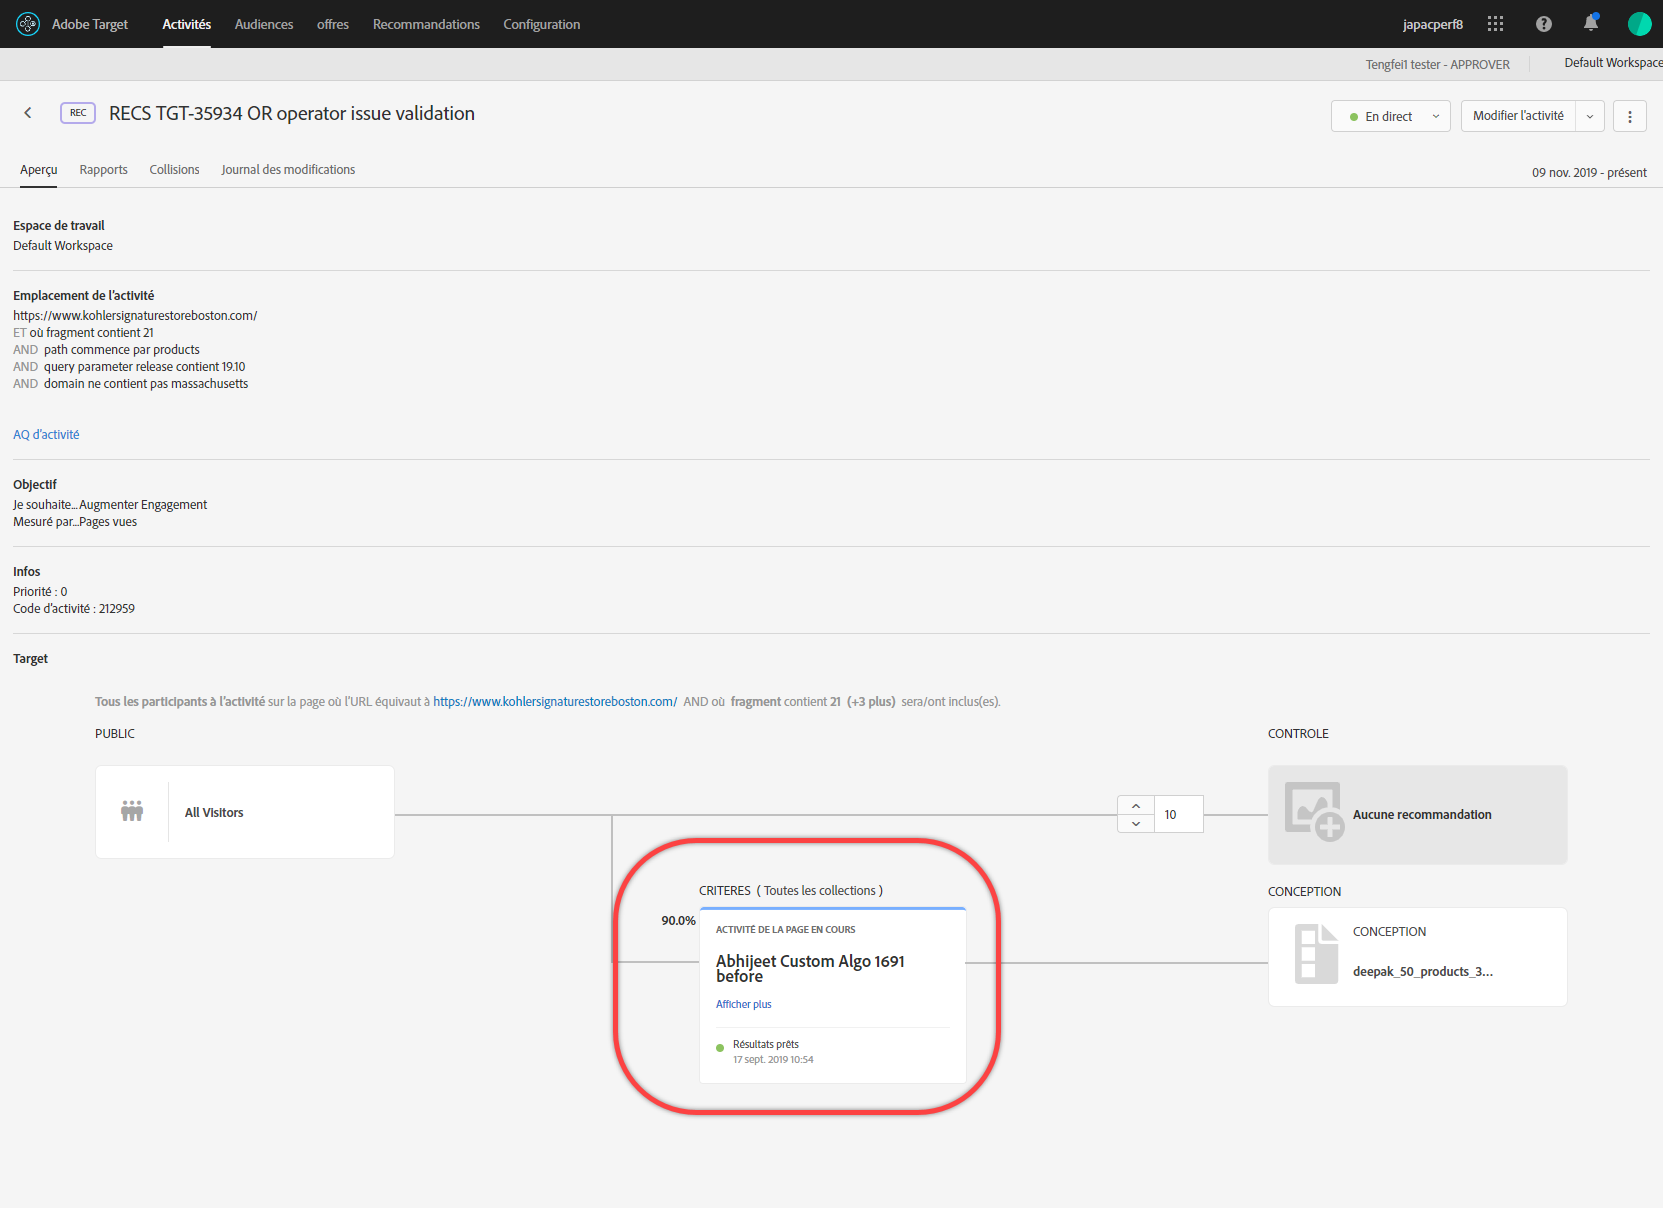 Adobe Target
Activités
Audiences
offres
Recommandations
Configuration
japacperf8
Tengfei1 tester - APPROVER
Default Workspace
REC
RECS TGT-35934 OR operator issue validation
En direct
Modifier l'activité
Aperçu
Rapports
Collisions
Journal des modifications
09 nov. 2019 - présent
Espace de travail
Default Workspace
Emplacement de l'activité
https://www.kohlersignaturestoreboston.com/
ET où fragment contient 21
AND path commence par products
AND query parameter release contient 19.10
AND domain ne contient pas massachusetts
AQ d'activité
Objectif
Je souhaite...Augmenter Engagement
Mesuré par...Pages vues
Infos
Priorité : 0
Code d'activité : 212959
Target
Tous les participants à l'activité sur la page où l'URL équivaut à https://www.kohlersignaturestoreboston.com/ AND où fragment contient 21 (+3 plus) sera/ont inclus(es).
PUBLIC
CONTROLE
All Visitors
10
Aucune recommandation
CRITERES ( Toutes les collections )
CONCEPTION
90.0%
ACTIVITÉ DE LA PAGE EN COURS
CONCEPTION
Abhijeet Custom Algo 1691
before
deepak_50_products_3...
Afficher plus
Résultats prêts
17 sept. 2019 10:54